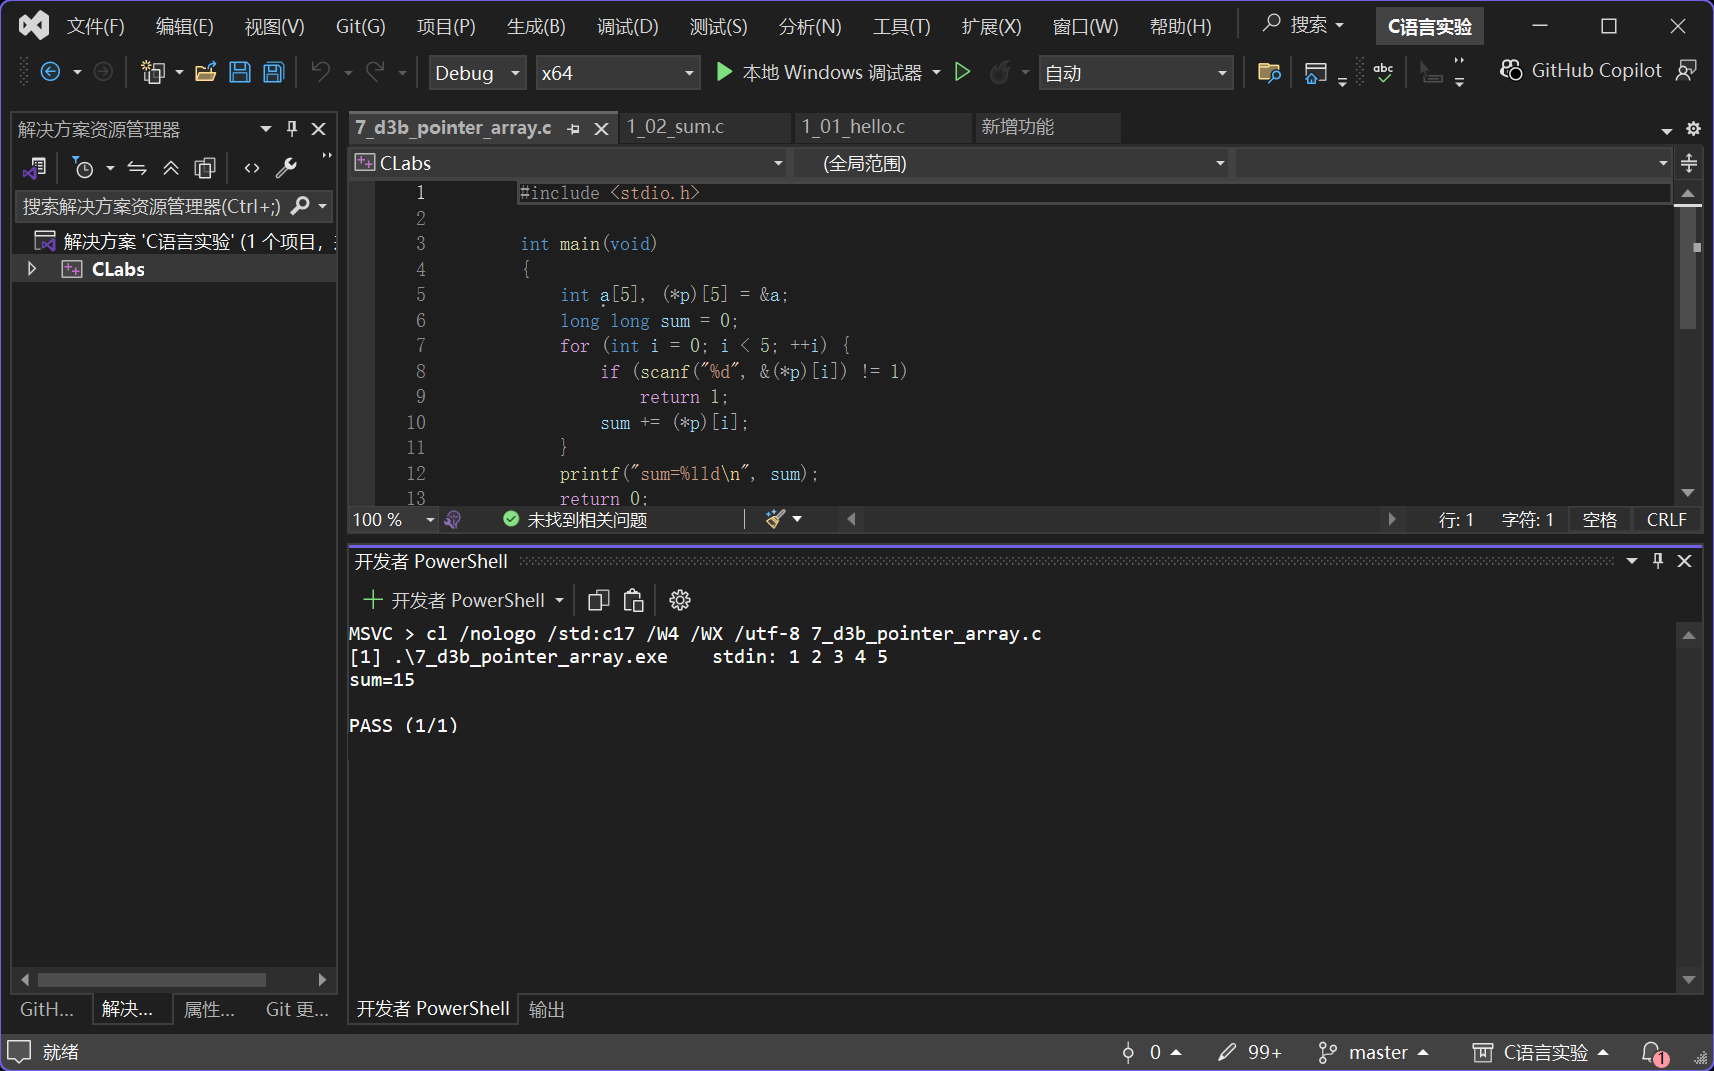 文件(F) 编辑(E) 视图(V) Git(G) 项目(P) 生成(B) 调试(D) 测试(S) 分析(N) 工具(T) 扩展(X) 窗口(W) 帮助(H) 搜索 C语言实验
Debug x64 本地 Windows 调试器 自动 abc GitHub Copilot
解决方案资源管理器
搜索解决方案资源管理器(Ctrl+;)
解决方案 'C语言实验' (1 个项目,
CLabs
7_d3b_pointer_array.c 1_02_sum.c 1_01_hello.c 新增功能
CLabs (全局范围)
1 #include <stdio.h>
2
3 int main(void)
4 {
5 int a[5], (*p)[5] = &a;
6 long long sum = 0;
7 for (int i = 0; i < 5; ++i) {
8 if (scanf("%d", &(*p)[i]) != 1)
9 return 1;
10 sum += (*p)[i];
11 }
12 printf("sum=%lld\n", sum);
13 return 0;
100 % 未找到相关问题 行: 1 字符: 1 空格 CRLF
开发者 PowerShell
开发者 PowerShell
MSVC > cl /nologo /std:c17 /W4 /WX /utf-8 7_d3b_pointer_array.c
[1] .\7_d3b_pointer_array.exe stdin: 1 2 3 4 5
sum=15
PASS (1/1)
GitH... 解决... 属性... Git 更...
开发者 PowerShell 输出
就绪 0 99+ master C语言实验 1